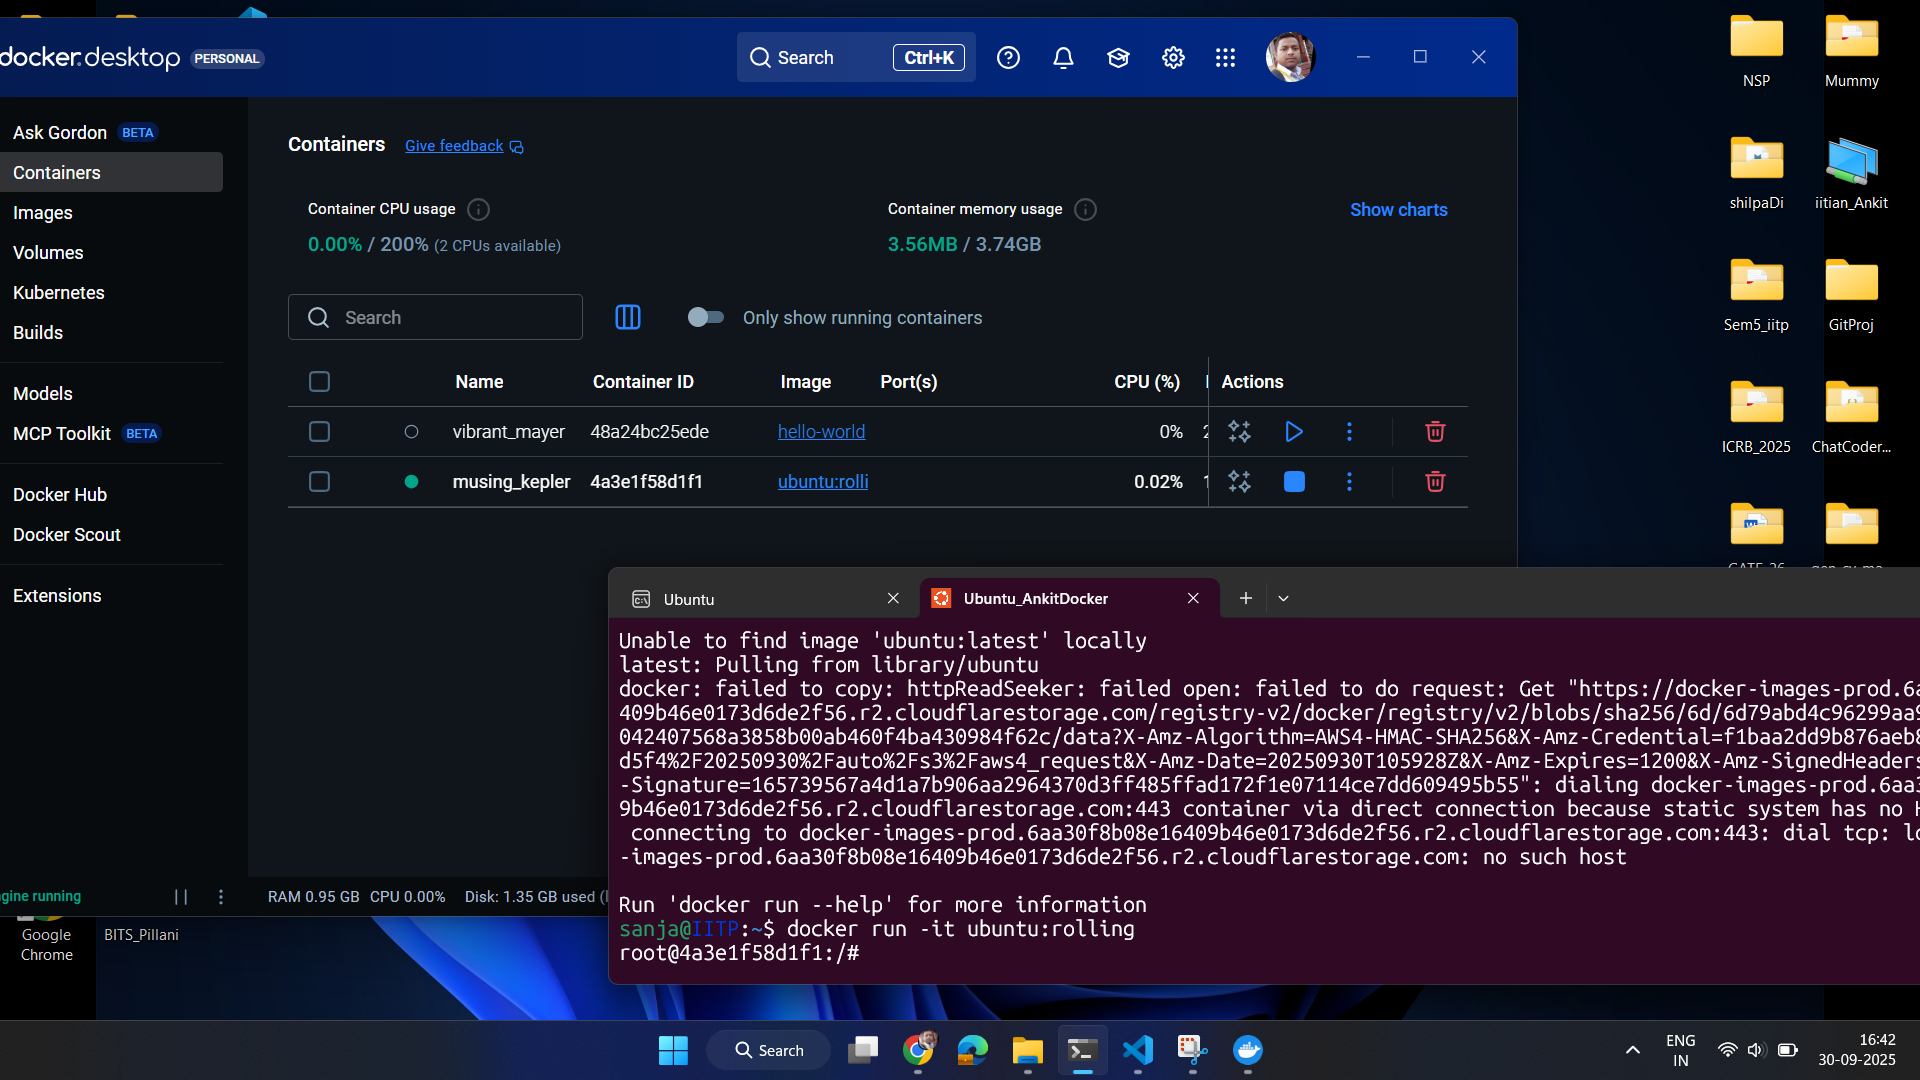 docker.desktop PERSONAL
Search Ctrl+K
Ask Gordon BETA
Containers
Images
Volumes
Kubernetes
Builds
Models
MCP Toolkit BETA
Docker Hub
Docker Scout
Extensions
Containers Give feedback
Container CPU usage
0.00% / 200% (2 CPUs available)
Container memory usage
3.56MB / 3.74GB
Show charts
Search
Only show running containers
Name Container ID Image Port(s) CPU (%) Actions
vibrant_mayer 48a24bc25ede hello-world 0%
musing_kepler 4a3e1f58d1f1 ubuntu:rolli 0.02%
gine running
RAM 0.95 GB CPU 0.00% Disk: 1.35 GB used
Ubuntu
Ubuntu_AnkitDocker
Unable to find image 'ubuntu:latest' locally
latest: Pulling from library/ubuntu
docker: failed to copy: httpReadSeeker: failed open: failed to do request: Get "https://docker-images-prod.6a
409b46e0173d6de2f56.r2.cloudflarestorage.com/registry-v2/docker/registry/v2/blobs/sha256/6d/6d79abd4c96299aa9
042407568a3858b00ab460f4ba430984f62c/data?X-Amz-Algorithm=AWS4-HMAC-SHA256&X-Amz-Credential=f1baa2dd9b876aeb8
d5f4%2F20250930%2Fauto%2Fs3%2Faws4_request&X-Amz-Date=20250930T105928Z&X-Amz-Expires=1200&X-Amz-SignedHeaders
-Signature=165739567a4d1a7b906aa2964370d3ff485ffad172f1e07114ce7dd609495b55": dialing docker-images-prod.6aa3
9b46e0173d6de2f56.r2.cloudflarestorage.com:443 container via direct connection because static system has no H
connecting to docker-images-prod.6aa30f8b08e16409b46e0173d6de2f56.r2.cloudflarestorage.com:443: dial tcp: lo
-images-prod.6aa30f8b08e16409b46e0173d6de2f56.r2.cloudflarestorage.com: no such host
Run 'docker run --help' for more information
sanja@IITP:~$ docker run -it ubuntu:rolling
root@4a3e1f58d1f1:/#
NSP
Mummy
shilpaDi
iitian_Ankit
Sem5_iitp
GitProj
ICRB_2025
ChatCoder...
Google
Chrome
BITS_Pillani
Search
ENG
IN
16:42
30-09-2025